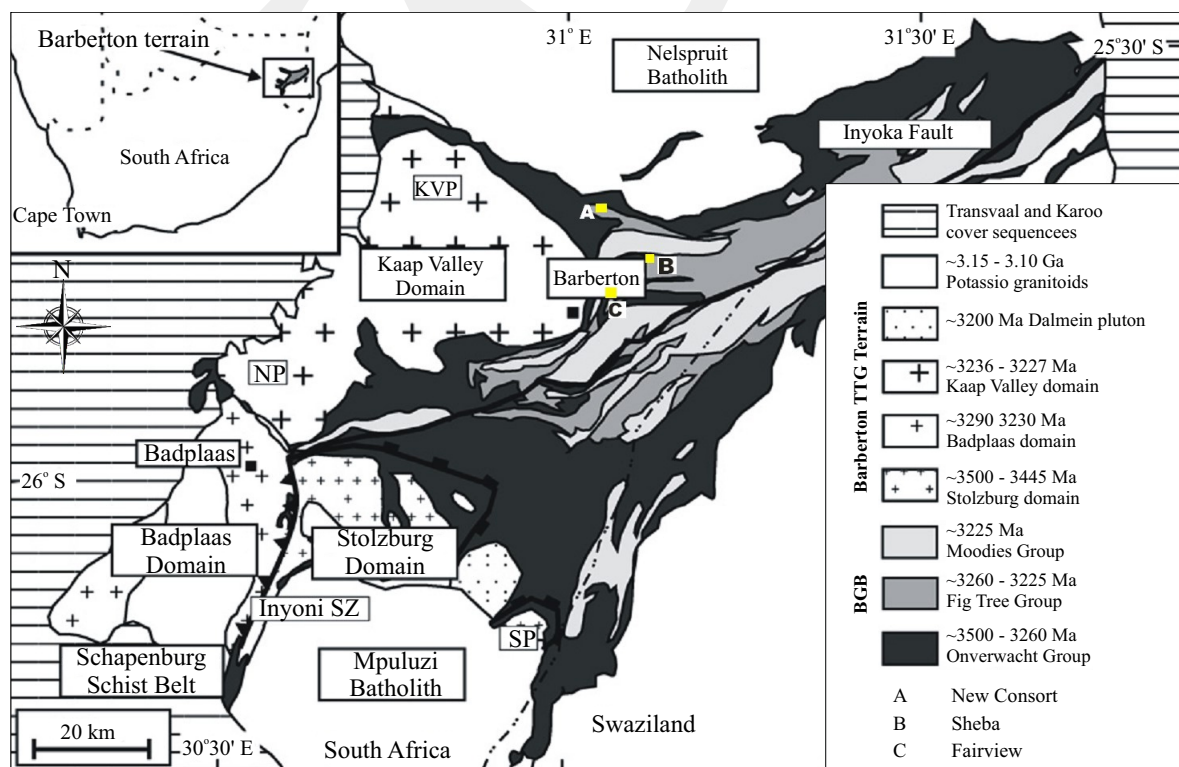 Barberton terrain
South Africa
Cape Town
31° E
31°30' E
25°30' S
Nelspruit
Batholith
Inyoka Fault
KVP
A
Kaap Valley
Domain
B
Barberton
C
N
NP
Badplaas
26° S
Badplaas
Domain
Stolzburg
Domain
Inyoni SZ
SP
Schapenburg
Schist Belt
Mpuluzi
Batholith
Swaziland
20 km
30°30' E
South Africa
Transvaal and Karoo
cover sequencees
~3.15 - 3.10 Ga
Potassio granitoids
~3200 Ma Dalmein pluton
~3236 - 3227 Ma
Kaap Valley domain
~3290 3230 Ma
Badplaas domain
~3500 - 3445 Ma
Stolzburg domain
~3225 Ma
Moodies Group
~3260 - 3225 Ma
Fig Tree Group
~3500 - 3260 Ma
Onverwacht Group
Barberton TTG Terrain
BGB
A New Consort
B Sheba
C Fairview